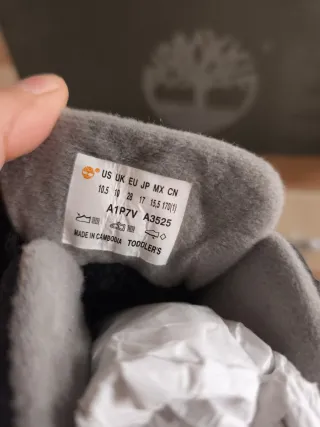 US UK EU JP MX CN
10.5 10 28 17 15,5 170(1)
A1P7V A3525
MADE IN CAMBODIA TODDLER'S